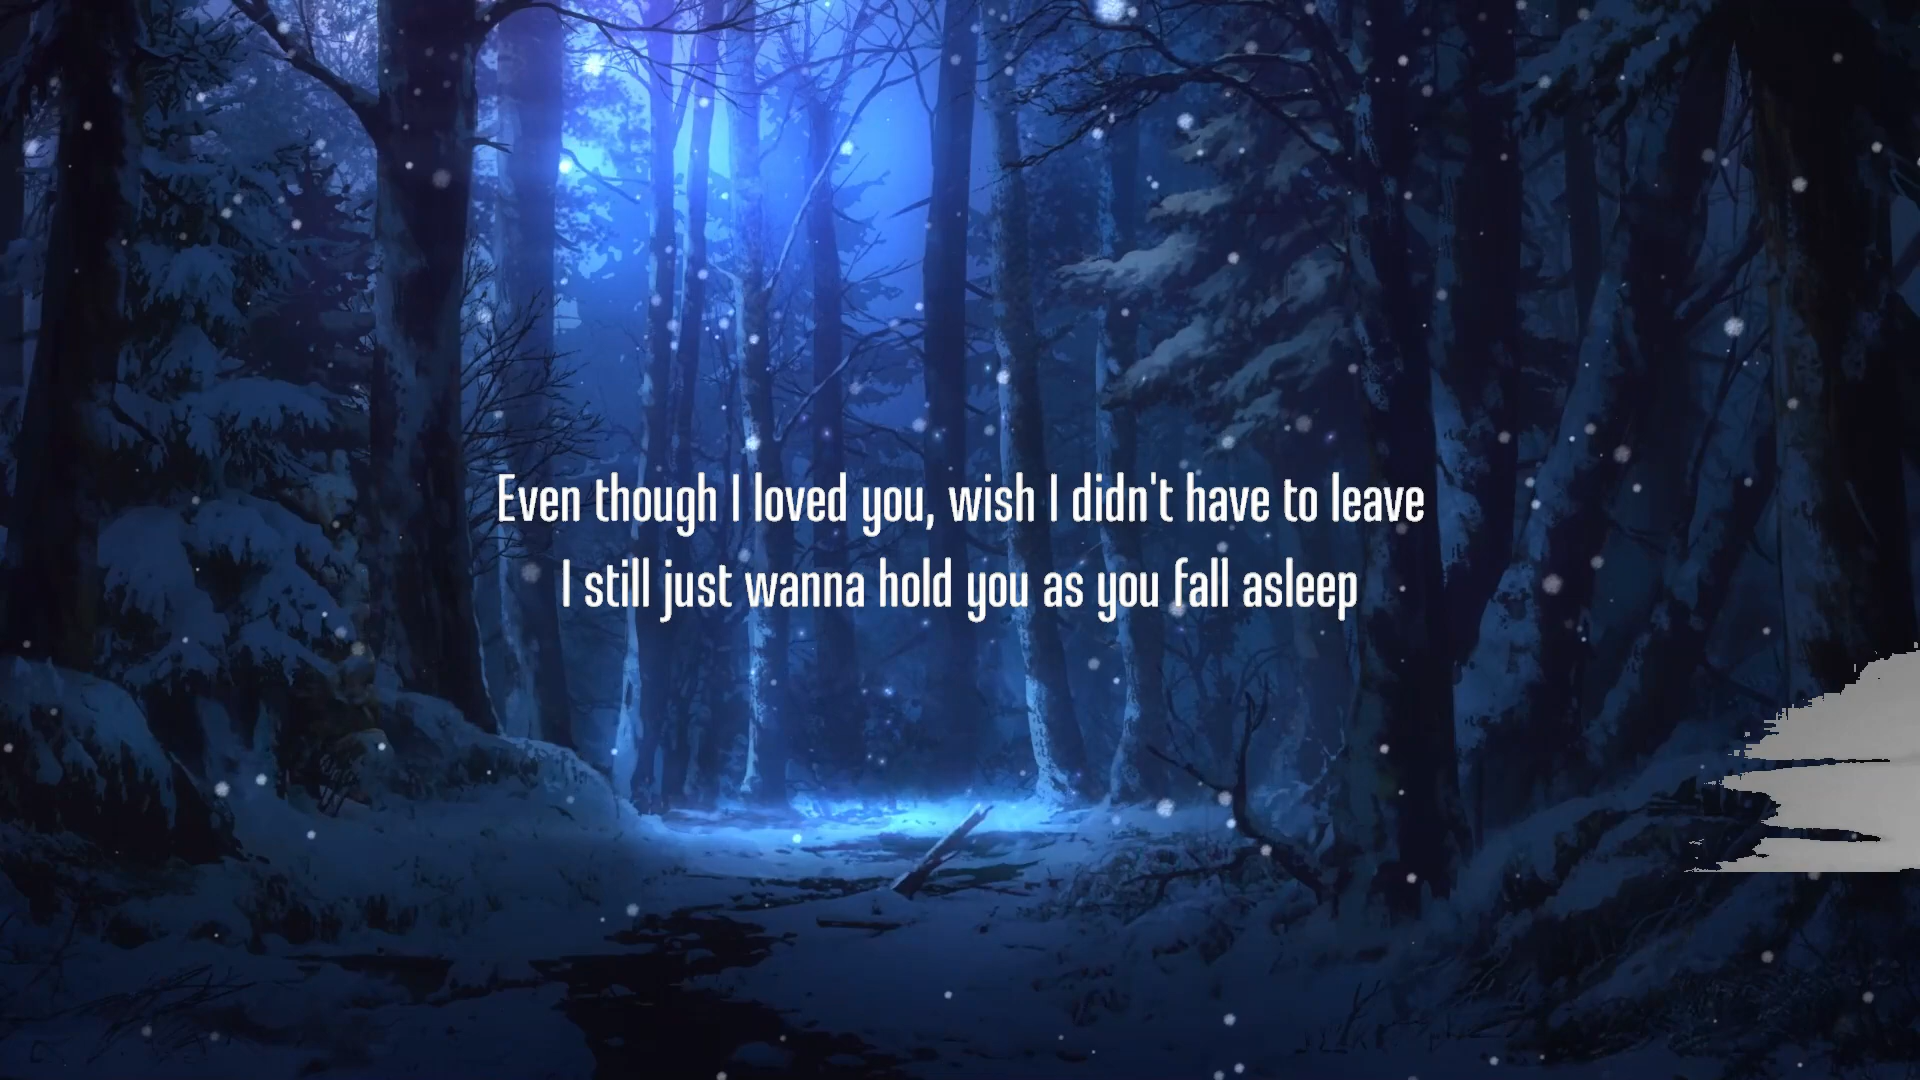 Even though I loved you, wish I didn't have to leave
I still just wanna hold you as you fall asleep